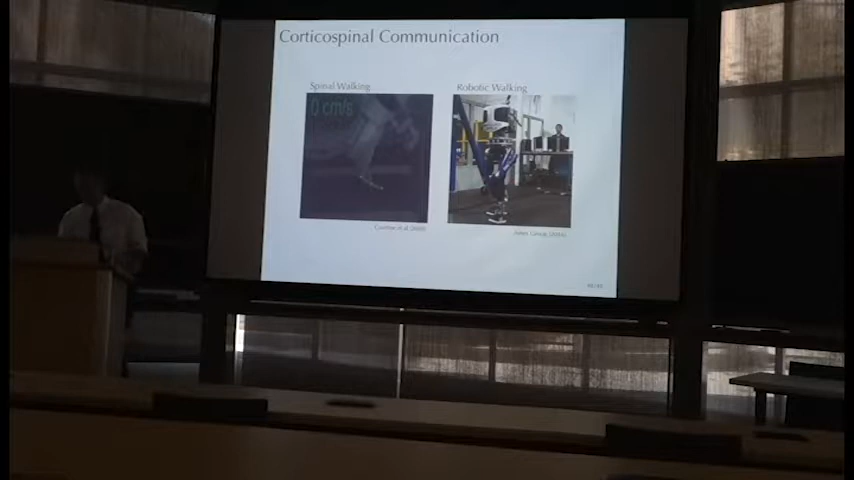 Corticospinal Communication
Spinal Walking
Robotic Walking
0 cm/s